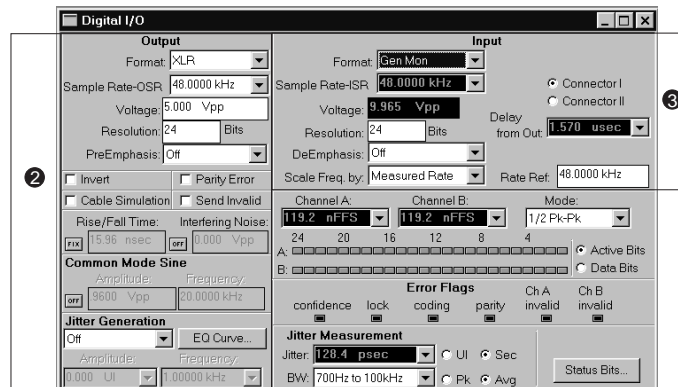 Digital I/O
Output
Format: XLR
Sample Rate-OSR 48.0000 kHz
Voltage: 5.000 Vpp
Resolution: 24 Bits
PreEmphasis: Off
Invert
Parity Error
Cable Simulation
Send Invalid
Rise/Fall Time:
Interfering Noise:
FIX 15.96 nsec
OFF 0.000 Vpp
Common Mode Sine
Amplitude:
Frequency:
OFF .9600 Vpp
20.0000 kHz
Jitter Generation
Off
EQ Curve...
Amplitude:
Frequency:
0.000 UI
1.00000 kHz
❷
Input
Format: Gen Mon
Sample Rate-ISR 48.0000 kHz
Voltage: 9.965 Vpp
Resolution: 24 Bits
DeEmphasis: Off
Scale Freq. by: Measured Rate
Connector I
Connector II
Delay
from Out: 1.570 usec
Rate Ref: 48.0000 kHz
❸
Channel A:
Channel B:
Mode:
119.2 nFFS
119.2 nFFS
1/2 Pk-Pk
24 20 16 12 8 4
A:
B:
Active Bits
Data Bits
Error Flags
Ch A
Ch B
confidence lock coding parity invalid invalid
Jitter Measurement
Jitter: 128.4 psec
UI
Sec
BW: 700Hz to 100kHz
Pk
Avg
Status Bits...